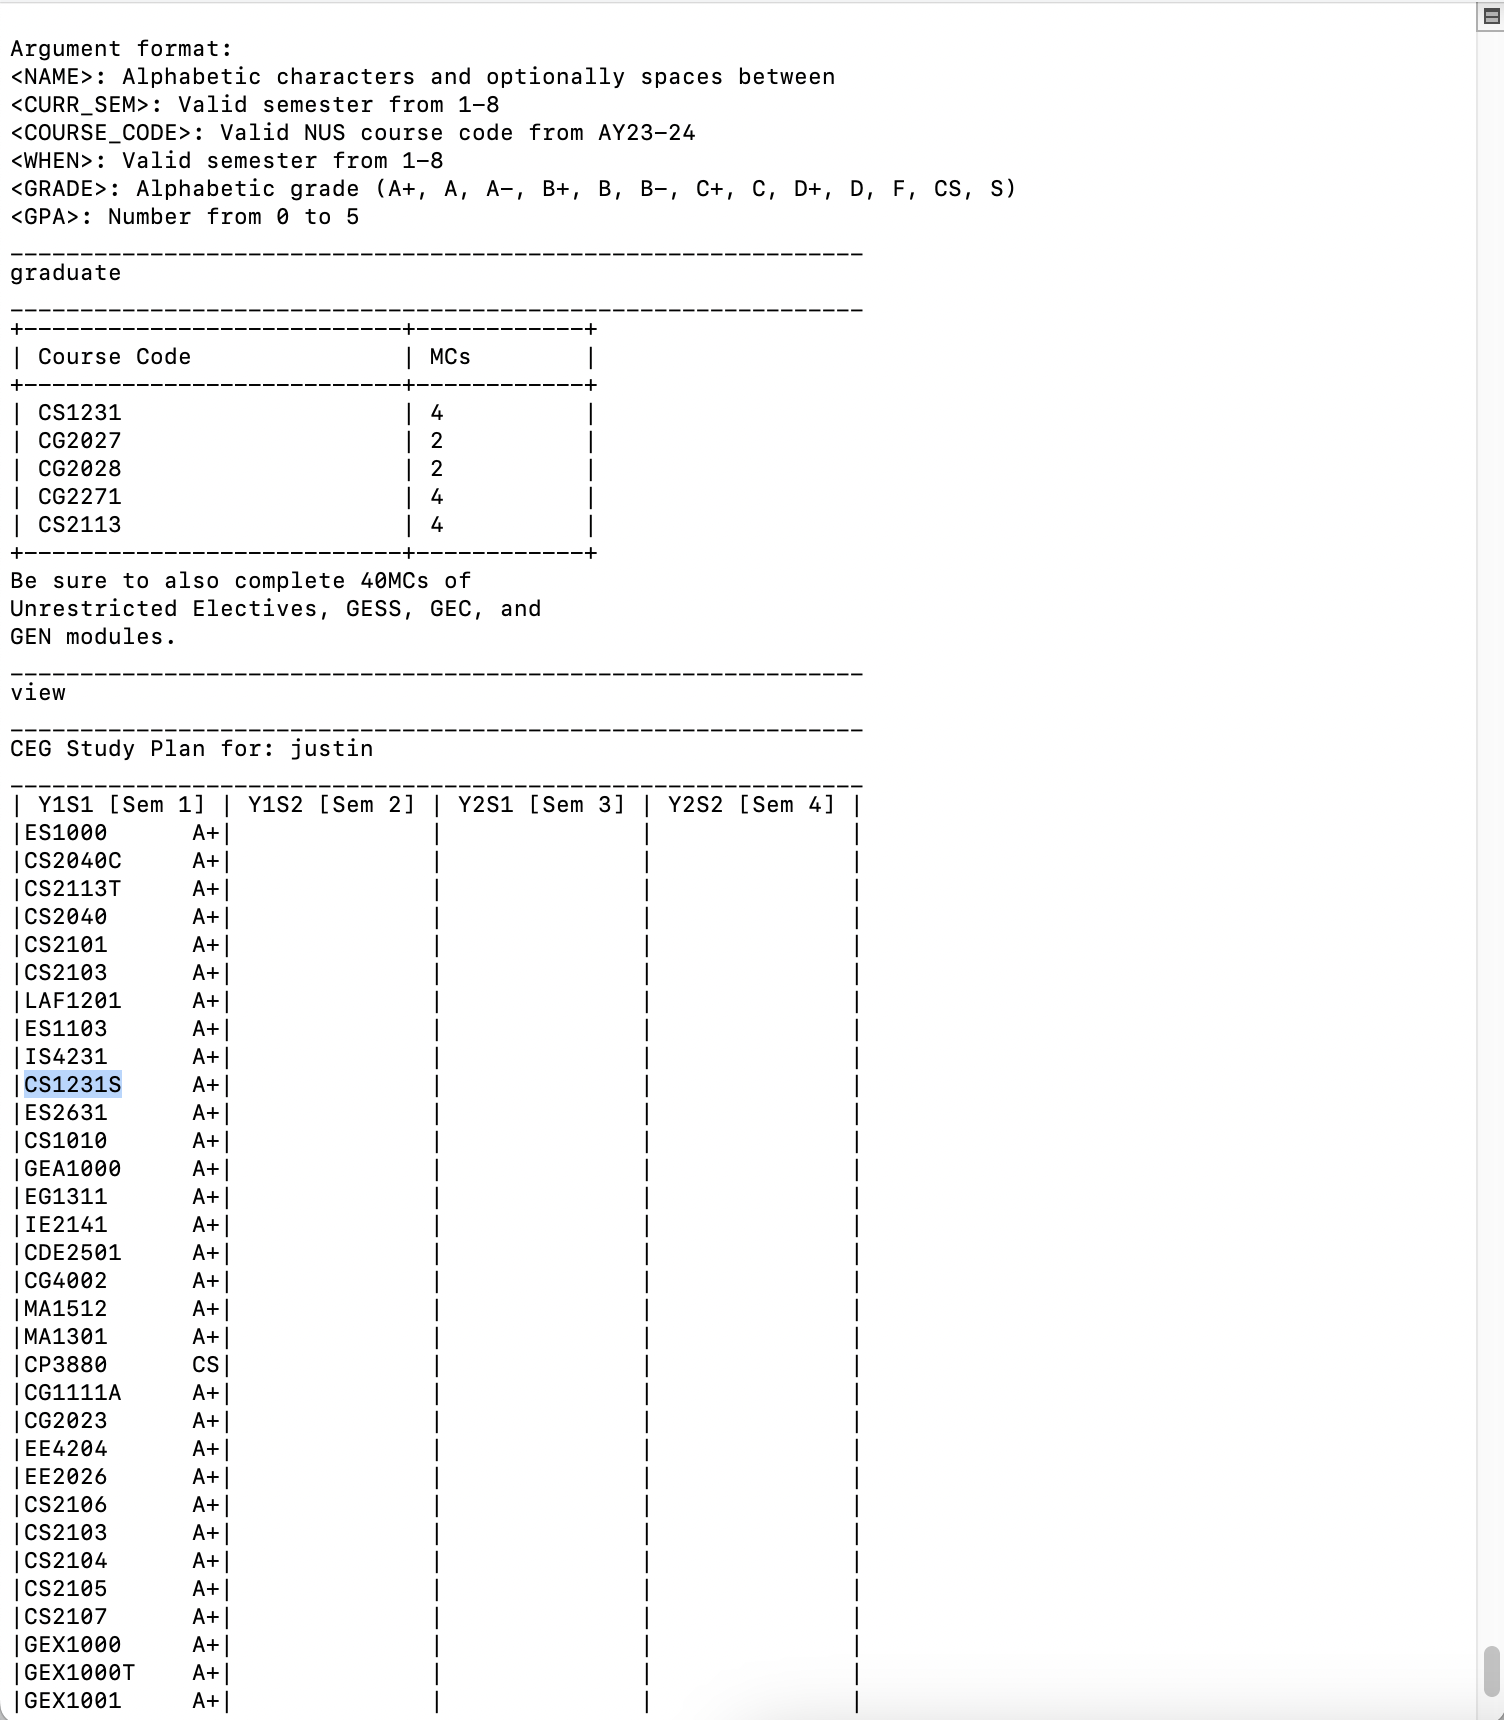 Argument format:
<NAME>: Alphabetic characters and optionally spaces between
<CURR_SEM>: Valid semester from 1-8
<COURSE_CODE>: Valid NUS course code from AY23-24
<WHEN>: Valid semester from 1-8
<GRADE>: Alphabetic grade (A+, A, A-, B+, B, B-, C+, C, D+, D, F, CS, S)
<GPA>: Number from 0 to 5
_____________________________________________________________
graduate
_____________________________________________________________
+---------------------------+------------+
| Course Code               | MCs        |
+---------------------------+------------+
| CS1231                    | 4          |
| CG2027                    | 2          |
| CG2028                    | 2          |
| CG2271                    | 4          |
| CS2113                    | 4          |
+---------------------------+------------+
Be sure to also complete 40MCs of
Unrestricted Electives, GESS, GEC, and
GEN modules.
_____________________________________________________________
view
_____________________________________________________________
CEG Study Plan for: justin
_____________________________________________________________
| Y1S1 [Sem 1] | Y1S2 [Sem 2] | Y2S1 [Sem 3] | Y2S2 [Sem 4] |
|ES1000      A+|              |              |              |
|CS2040C     A+|              |              |              |
|CS2113T     A+|              |              |              |
|CS2040      A+|              |              |              |
|CS2101      A+|              |              |              |
|CS2103      A+|              |              |              |
|LAF1201     A+|              |              |              |
|ES1103      A+|              |              |              |
|IS4231      A+|              |              |              |
|CS1231S     A+|              |              |              |
|ES2631      A+|              |              |              |
|CS1010      A+|              |              |              |
|GEA1000     A+|              |              |              |
|EG1311      A+|              |              |              |
|IE2141      A+|              |              |              |
|CDE2501     A+|              |              |              |
|CG4002      A+|              |              |              |
|MA1512      A+|              |              |              |
|MA1301      A+|              |              |              |
|CP3880      CS|              |              |              |
|CG1111A     A+|              |              |              |
|CG2023      A+|              |              |              |
|EE4204      A+|              |              |              |
|EE2026      A+|              |              |              |
|CS2106      A+|              |              |              |
|CS2103      A+|              |              |              |
|CS2104      A+|              |              |              |
|CS2105      A+|              |              |              |
|CS2107      A+|              |              |              |
|GEX1000     A+|              |              |              |
|GEX1000T    A+|              |              |              |
|GEX1001     A+|              |              |              |